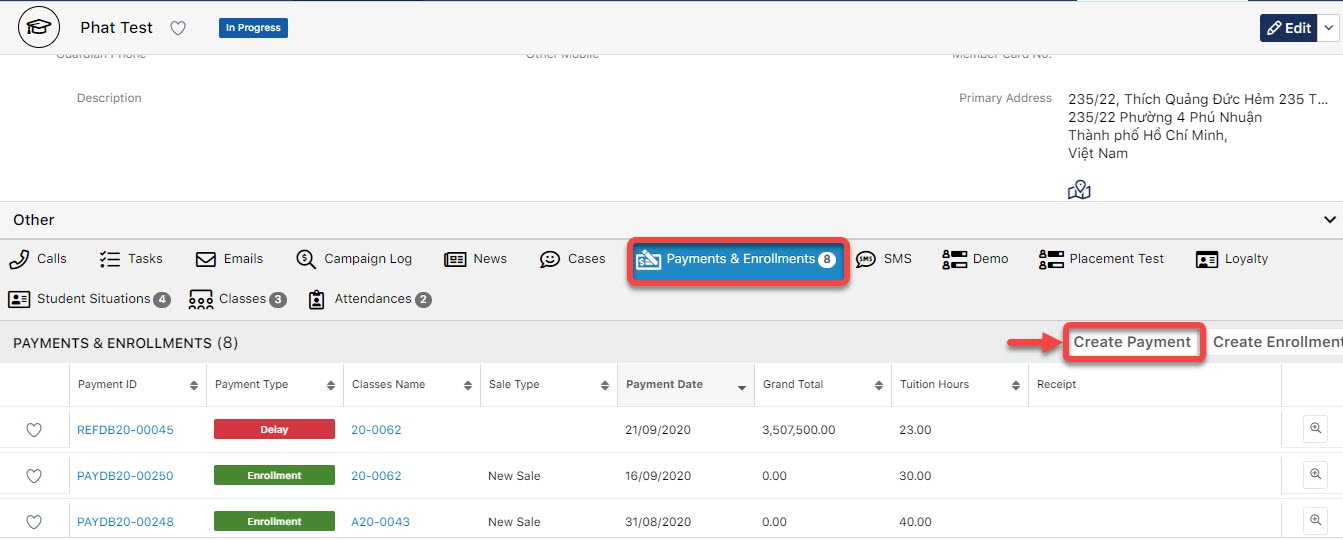 Phat Test In Progress Edit
Guardian Phone Other Mobile Member Card No.
Description Primary Address 235/22, Thích Quảng Đức Hẻm 235 T...
235/22 Phường 4 Phú Nhuận
Thành phố Hồ Chí Minh,
Việt Nam
Other
Calls Tasks Emails Campaign Log News Cases Payments & Enrollments 8 SMS Demo Placement Test Loyalty
Student Situations 4 Classes 3 Attendances 2
PAYMENTS & ENROLLMENTS (8) Create Payment Create Enrollment
Payment ID Payment Type Classes Name Sale Type Payment Date Grand Total Tuition Hours Receipt
REFDB20-00045 Delay 20-0062 21/09/2020 3,507,500.00 23.00
PAYDB20-00250 Enrollment 20-0062 New Sale 16/09/2020 0.00 30.00
PAYDB20-00248 Enrollment A20-0043 New Sale 31/08/2020 0.00 40.00